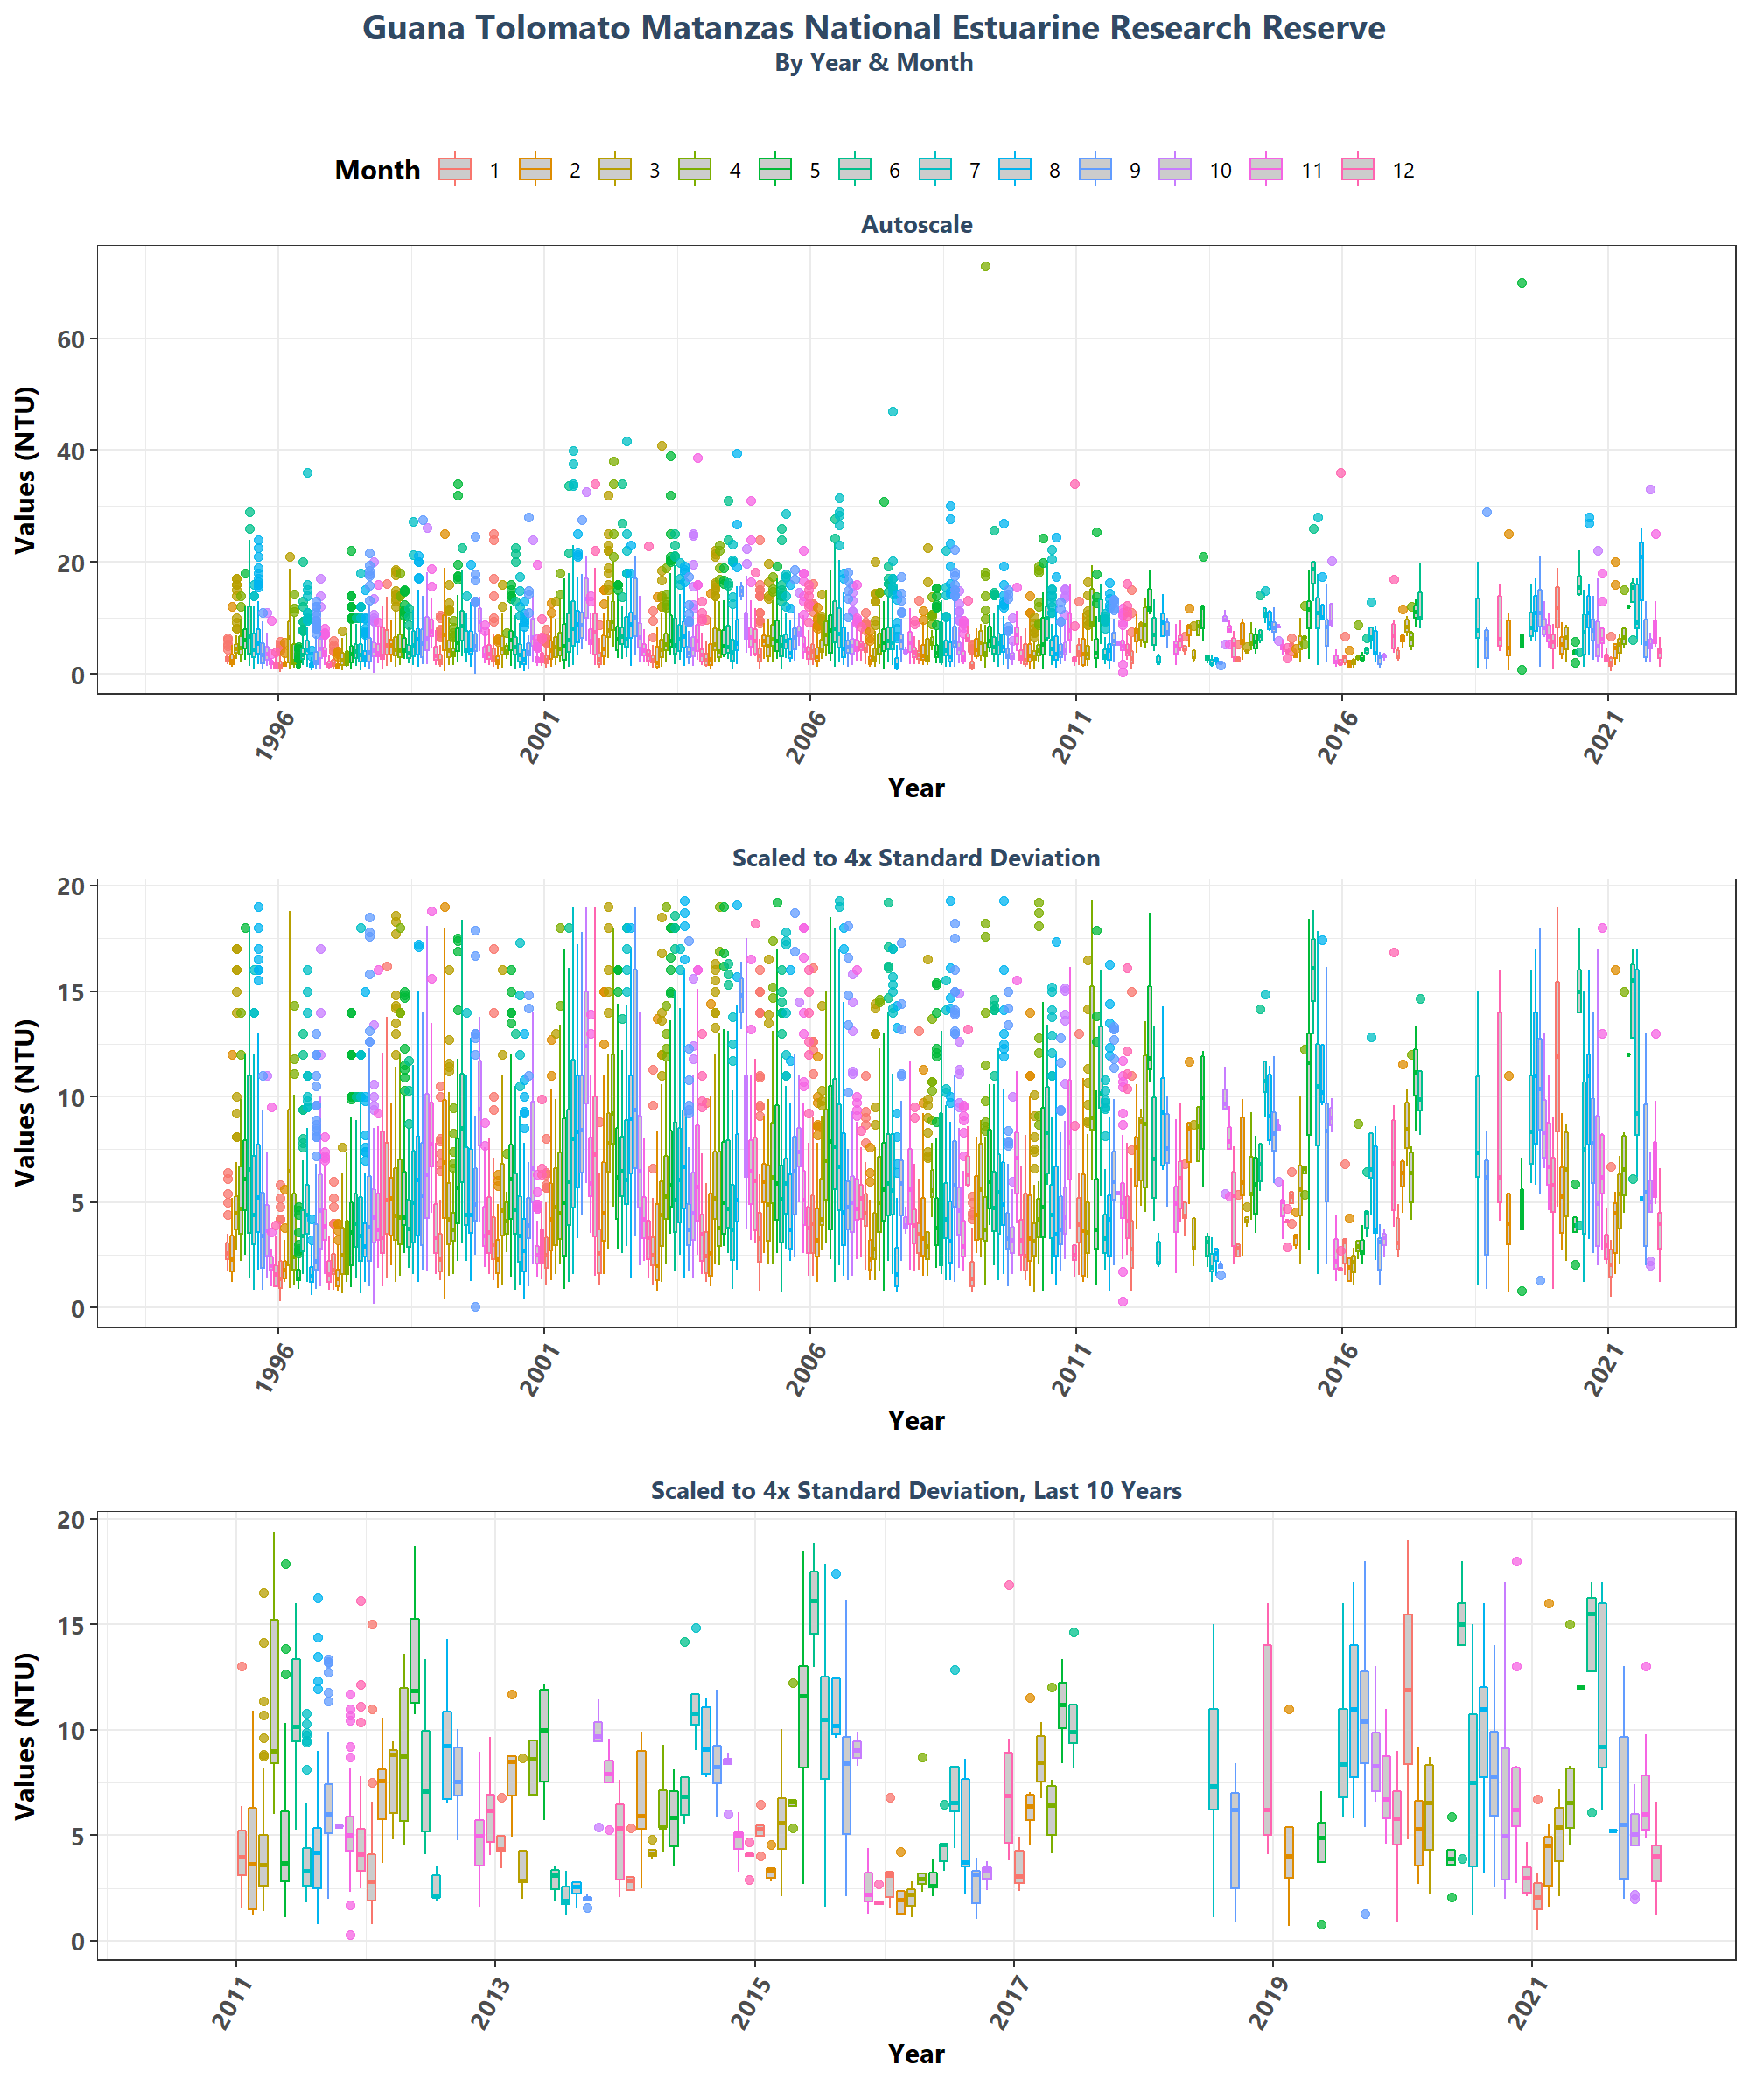 Guana Tolomato Matanzas National Estuarine Research Reserve
By Year & Month
Month 1 2 3 4 5 6 7 8 9 10 11 12
Autoscale
Values (NTU)
60
40
20
0
1996 2001 2006 2011 2016 2021
Year
Scaled to 4x Standard Deviation
Values (NTU)
20
15
10
5
0
1996 2001 2006 2011 2016 2021
Year
Scaled to 4x Standard Deviation, Last 10 Years
Values (NTU)
20
15
10
5
0
2011 2013 2015 2017 2019 2021
Year